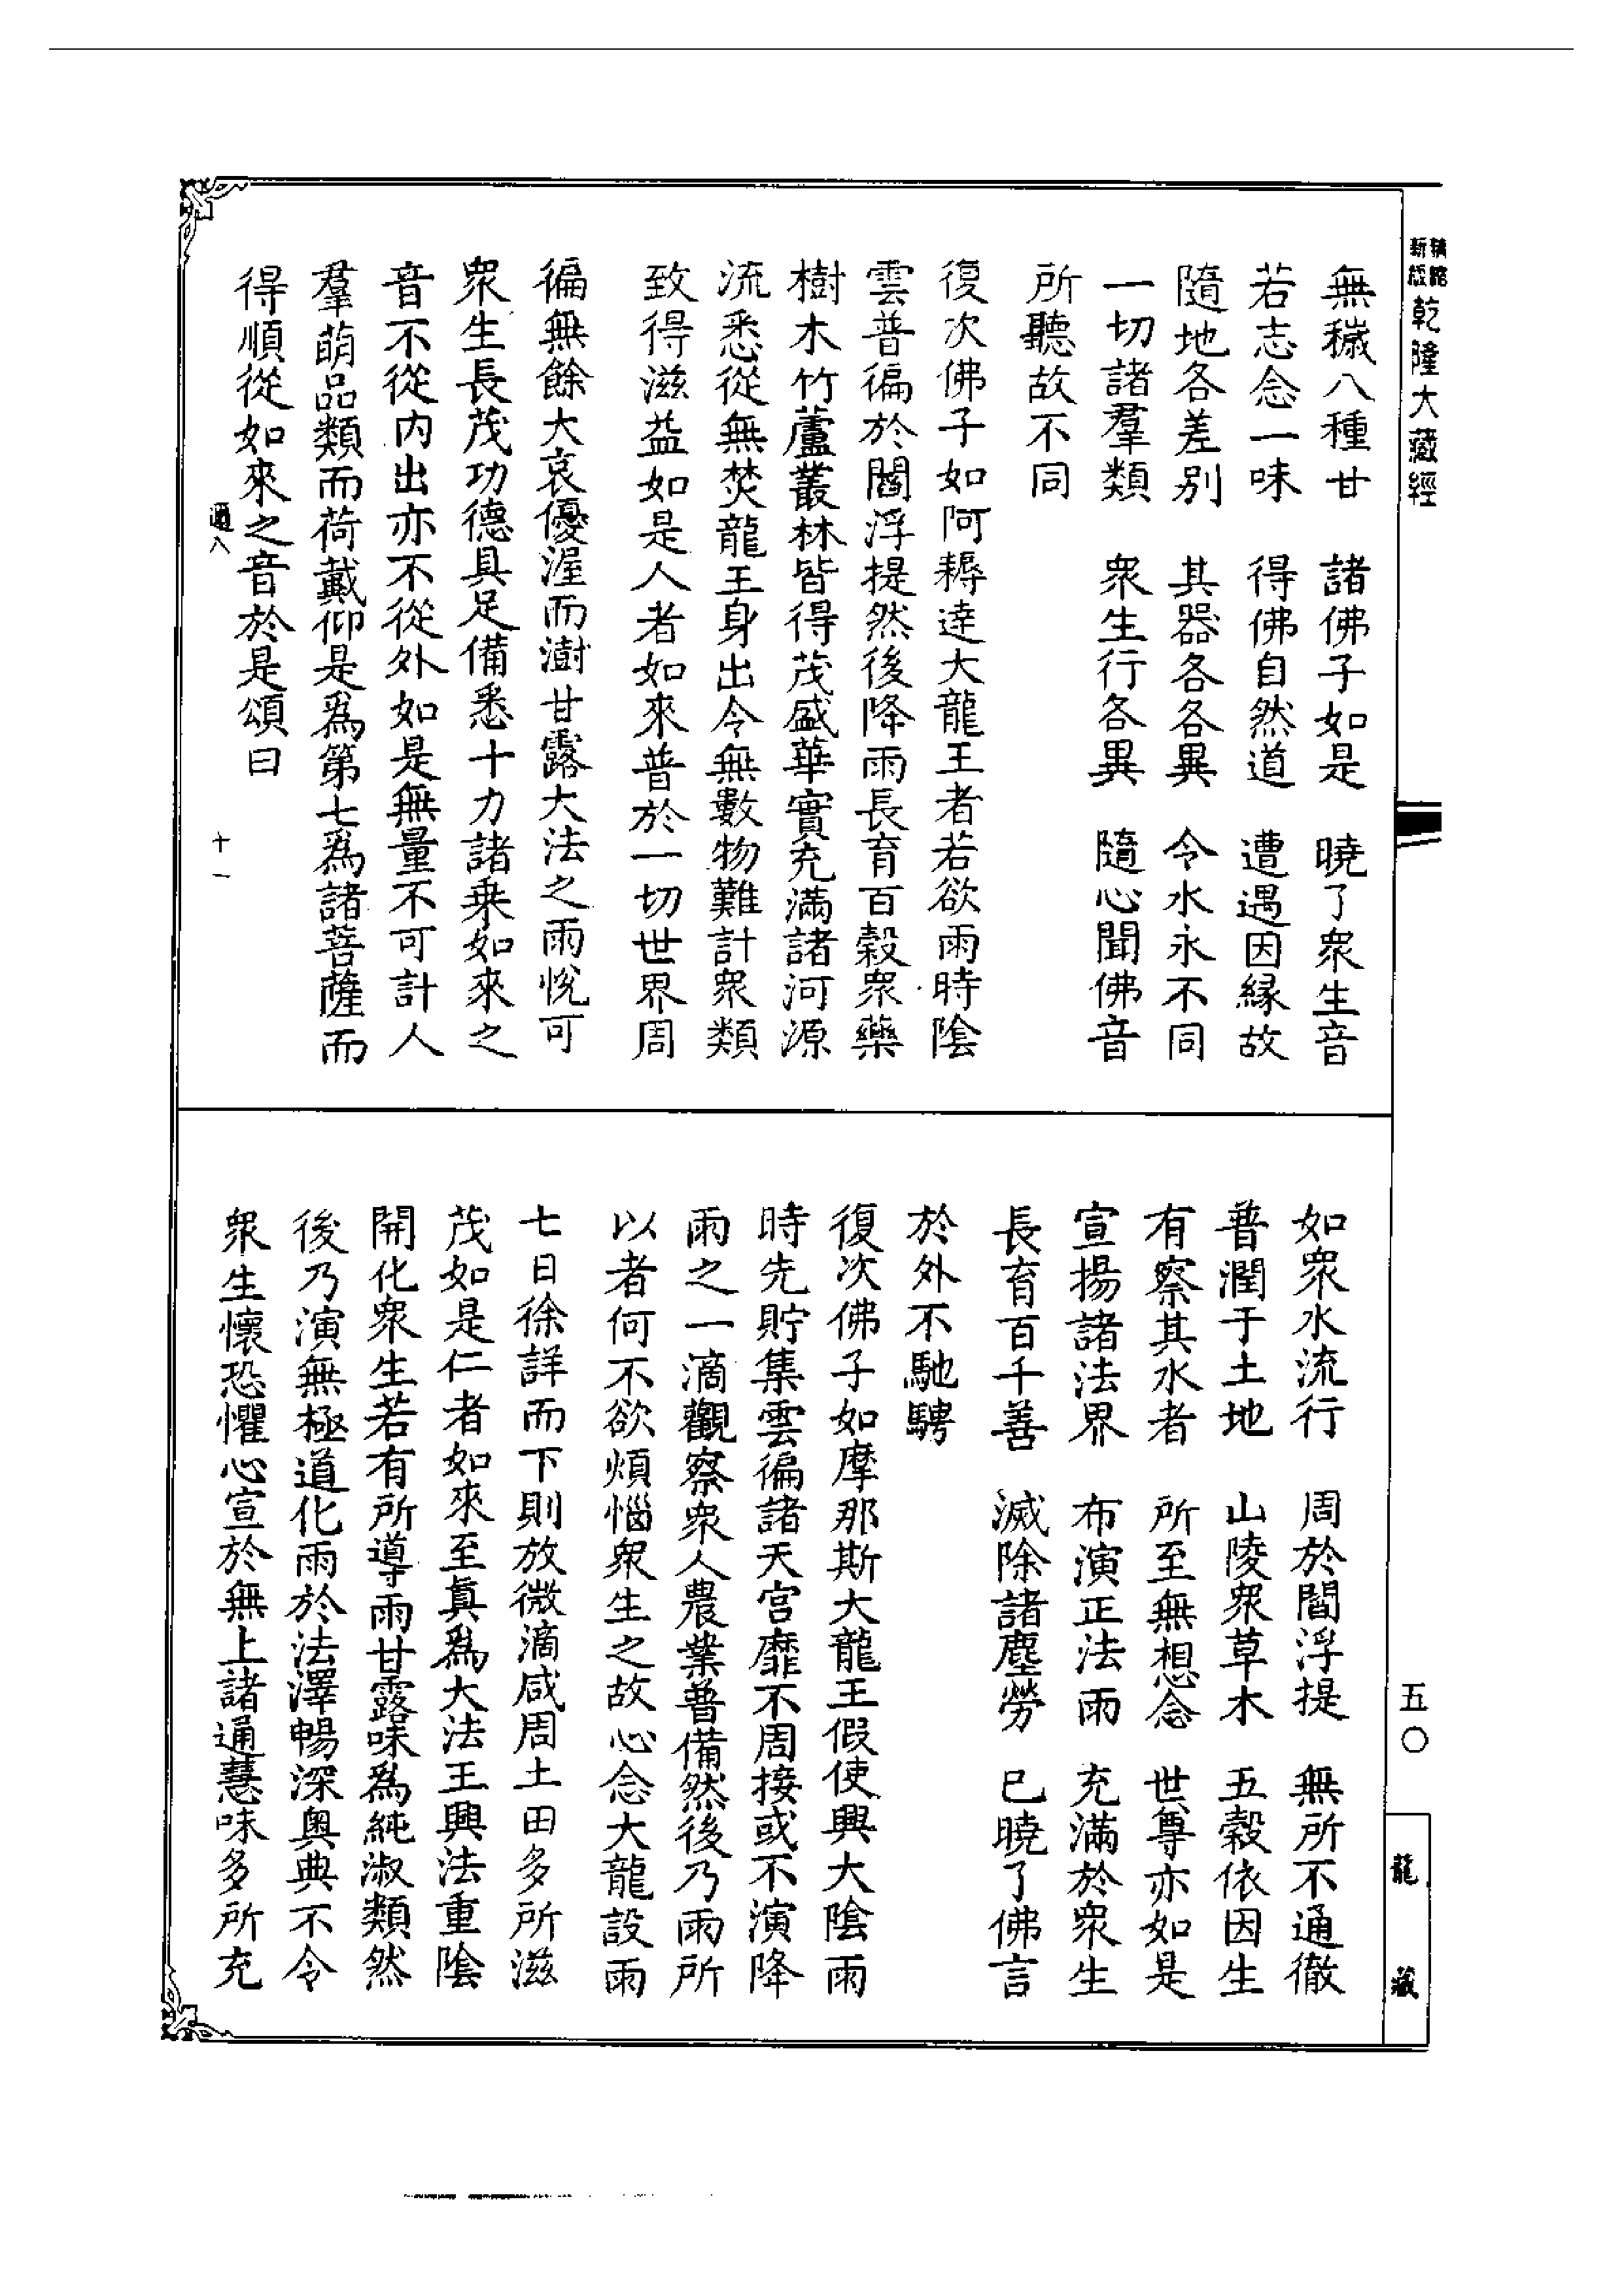 乾隆大藏經
五〇
龍藏
無穢八種甘　諸佛子如是　曉了衆生音
若志念一味　得佛自然道　遭遇因緣故
隨地各差別　其器各各異　令水永不同
一切諸羣類　衆生行各異　隨心聞佛音
所聽故不同
復次佛子如阿耨達大龍王者若欲雨時陰
雲普徧於閻浮提然後降雨長育百穀衆藥
樹木竹蘆叢林皆得茂盛華實充滿諸河源
流悉從無焚龍王身出令無數物難計衆類
致得滋益如是人者如來普於一切世界周
徧無餘大哀優渥而澍甘露大法之雨悅可
衆生長茂功德具足備悉十力諸乗如來之
音不從内出亦不從外如是無量不可計人
羣萌品類而荷戴仰是爲第七爲諸菩薩而
得順從如來之音於是頌曰
通八
十一
如衆水流行　周於閻浮提　無所不通徹
普潤于土地　山陵衆草木　五穀依因生
有察其水者　所至無想念　世尊亦如是
宣揚諸法界　布演正法雨　充滿於衆生
長育百千善　滅除諸塵勞　已曉了佛言
於外不馳騁
復次佛子如摩那斯大龍王假使興大陰雨
時先貯集雲徧諸天宮靡不周接或不演降
雨之一滴觀察衆人農業普備然後乃雨所
以者何不欲煩惱衆生之故心念大龍設雨
七日徐詳而下則放微滴咸周土田多所滋
茂如是仁者如來至眞爲大法王興法重陰
開化衆生若有所導雨甘露味爲純淑類然
後乃演無極道化雨於法澤暢深奥典不令
衆生懷恐懼心宣於無上諸通慧味多所充